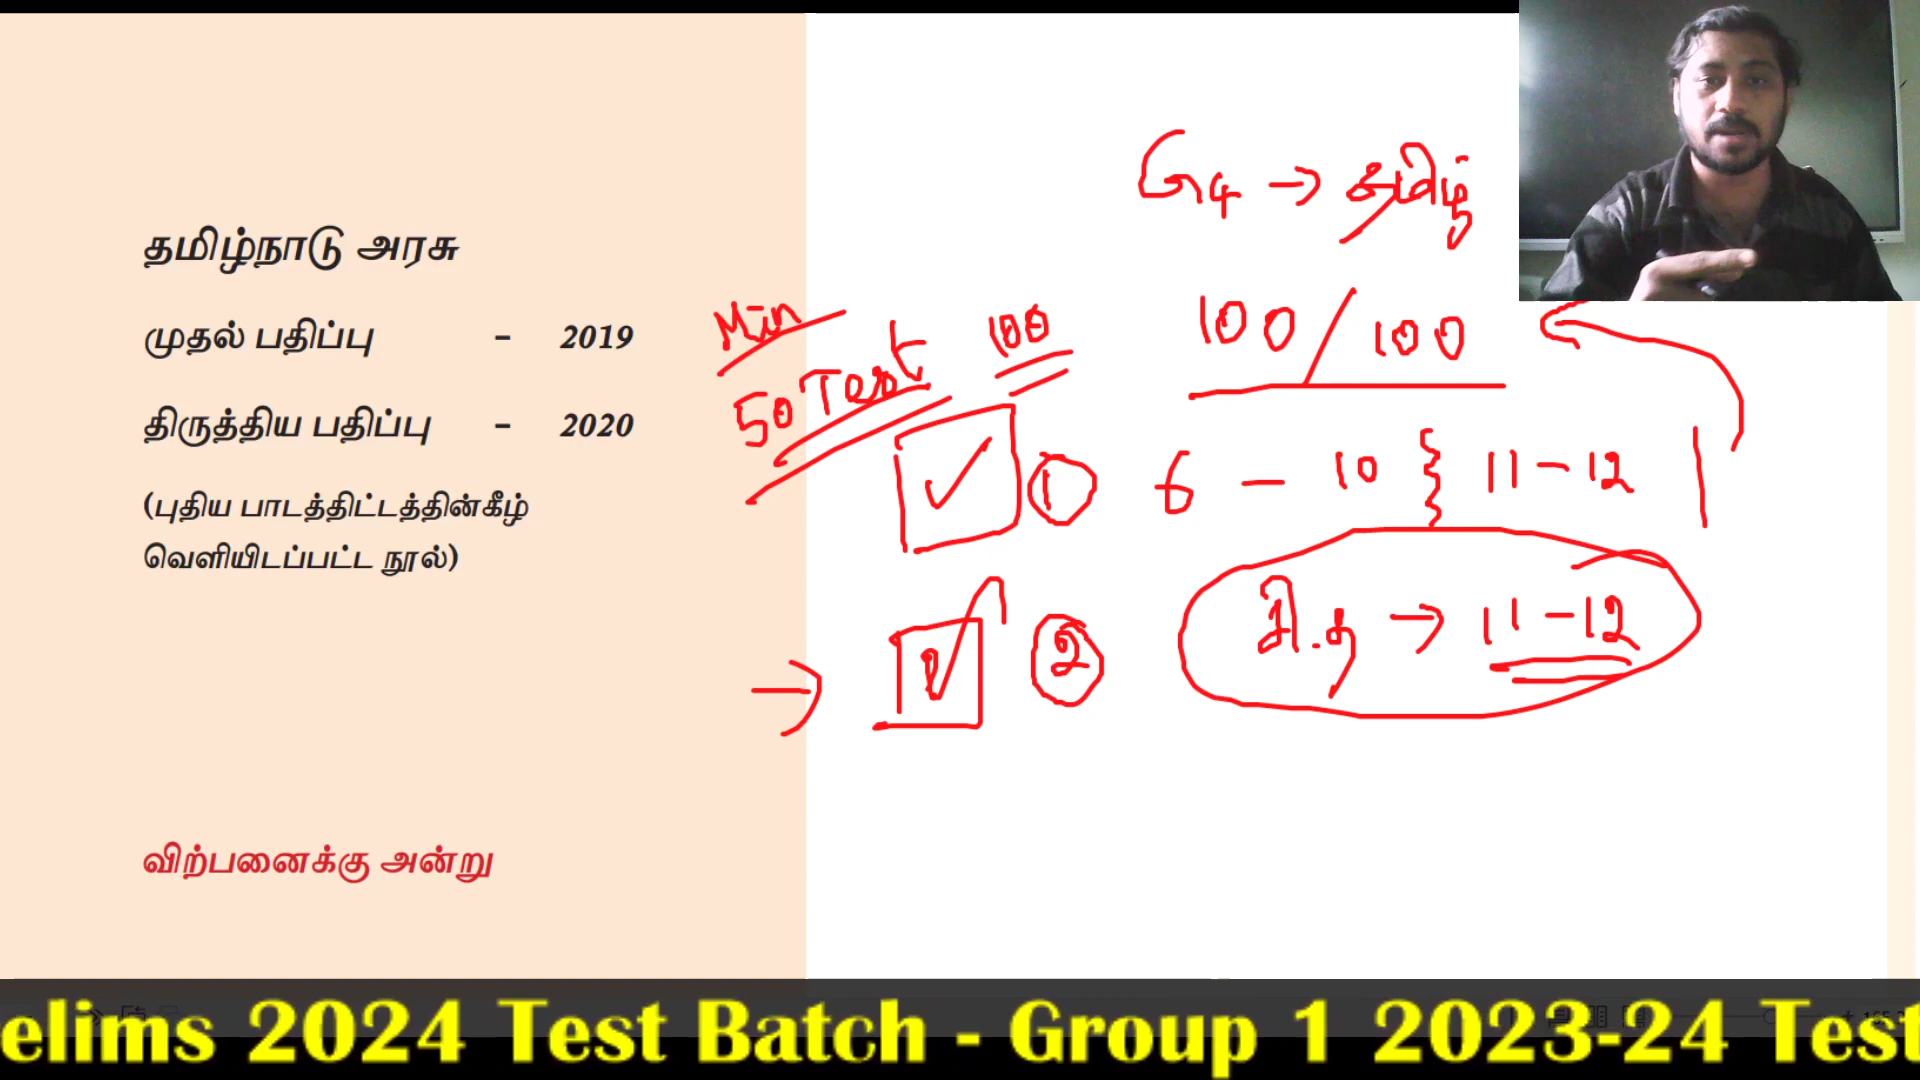 தமிழ்நாடு அரசு
முதல் பதிப்பு - 2019
திருத்திய பதிப்பு - 2020
(புதிய பாடத்திட்டத்தின்கீழ்
வெளியிடப்பட்ட நூல்)
விற்பனைக்கு அன்று
G4 → தமிழ்
Min
50 Test 100
100/100
1 6 - 10 } 11-12
→ 2 சி.த → 11-12
elims 2024 Test Batch - Group 1 2023-24 Test